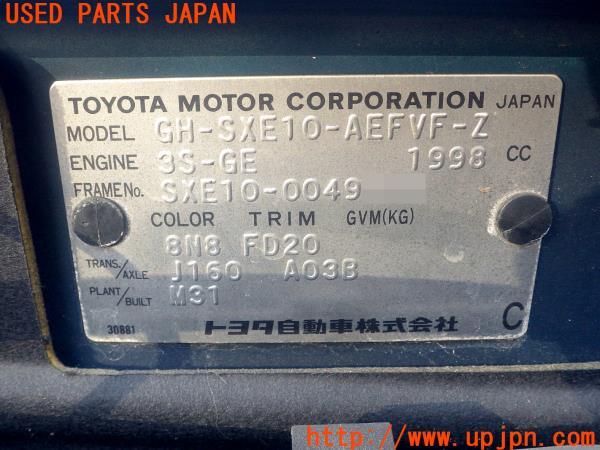 USED PARTS JAPAN
TOYOTA MOTOR CORPORATION JAPAN
MODEL GH-SXE10-AEFVF-Z
ENGINE 3S-GE 1998 CC
FRAME No. SXE10-0049
COLOR TRIM GVM(KG)
8N8 FD20
TRANS./AXLE J160 A03B
PLANT/BUILT M31
30881 トヨタ自動車株式会社 C
http://www.upjpn.com/